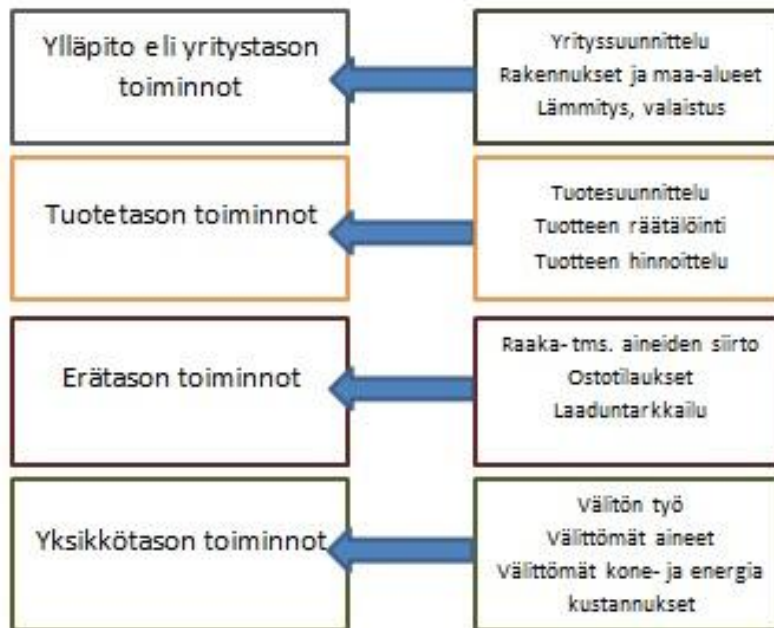 Ylläpito eli yritystason
toiminnot
Yrityssuunnittelu
Rakennukset ja maa-alueet
Lämmitys, valaistus
Tuotetason toiminnot
Tuotesuunnittelu
Tuotteen räätälöinti
Tuotteen hinnoittelu
Erätason toiminnot
Raaka- tms. aineiden siirto
Ostotilaukset
Laaduntarkkailu
Yksikkötason toiminnot
Välitön työ
Välittömät aineet
Välittömät kone- ja energia
kustannukset